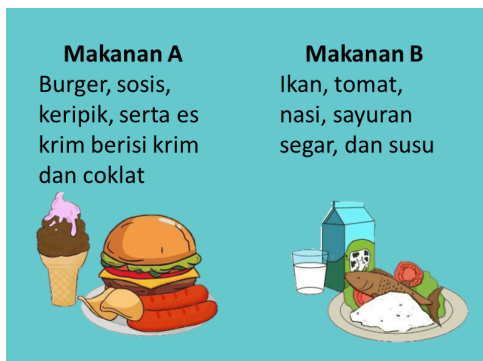 Makanan A
Burger, sosis,
keripik, serta es
krim berisi krim
dan coklat
Makanan B
Ikan, tomat,
nasi, sayuran
segar, dan susu